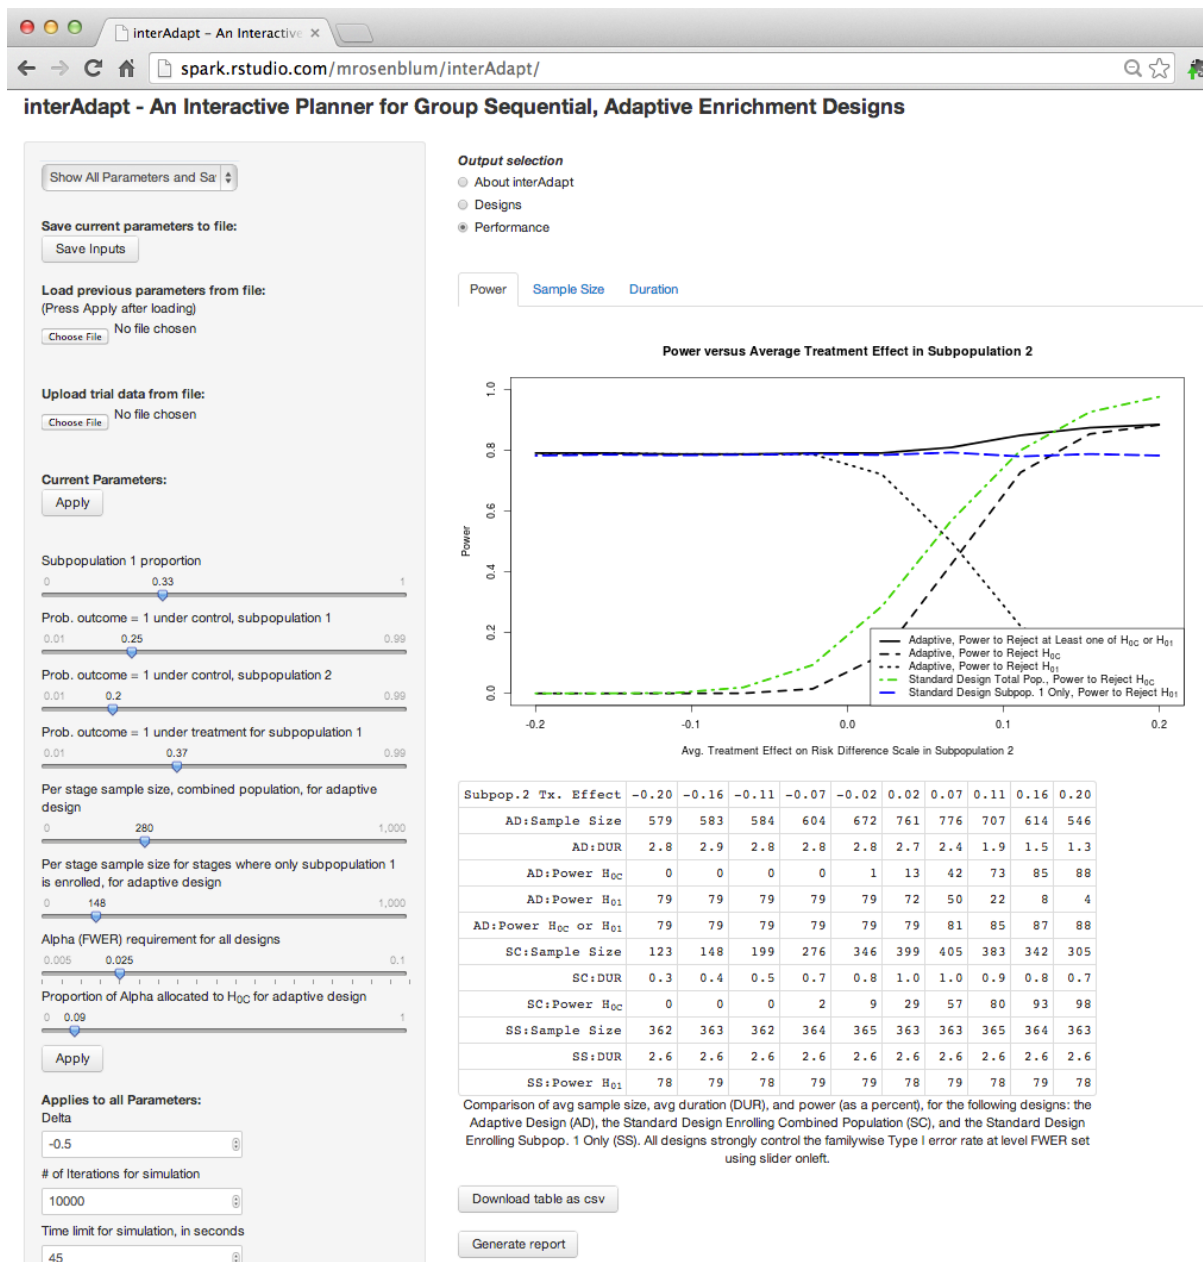 interAdapt – An Interactive
spark.rstudio.com/mrosenblum/interAdapt/
interAdapt - An Interactive Planner for Group Sequential, Adaptive Enrichment Designs
Show All Parameters and Sa
Save current parameters to file:
Save Inputs
Load previous parameters from file:
(Press Apply after loading)
Choose File No file chosen
Upload trial data from file:
Choose File No file chosen
Current Parameters:
Apply
Subpopulation 1 proportion
0 0.33 1
Prob. outcome = 1 under control, subpopulation 1
0.01 0.25 0.99
Prob. outcome = 1 under control, subpopulation 2
0.01 0.2 0.99
Prob. outcome = 1 under treatment for subpopulation 1
0.01 0.37 0.99
Per stage sample size, combined population, for adaptive
design
0 280 1,000
Per stage sample size for stages where only subpopulation 1
is enrolled, for adaptive design
0 148 1,000
Alpha (FWER) requirement for all designs
0.005 0.025 0.1
Proportion of Alpha allocated to H0C for adaptive design
0 0.09 1
Apply
Applies to all Parameters:
Delta
-0.5
# of Iterations for simulation
10000
Time limit for simulation, in seconds
45
Output selection
About interAdapt
Designs
Performance
Power Sample Size Duration
Power versus Average Treatment Effect in Subpopulation 2
Power
1.0
0.8
0.6
0.4
0.2
0.0
Adaptive, Power to Reject at Least one of H0C or H01
Adaptive, Power to Reject H0C
Adaptive, Power to Reject H01
Standard Design Total Pop., Power to Reject H0C
Standard Design Subpop. 1 Only, Power to Reject H01
-0.2 -0.1 0.0 0.1 0.2
Avg. Treatment Effect on Risk Difference Scale in Subpopulation 2
Subpop.2 Tx. Effect -0.20 -0.16 -0.11 -0.07 -0.02 0.02 0.07 0.11 0.16 0.20
AD:Sample Size 579 583 584 604 672 761 776 707 614 546
AD:DUR 2.8 2.9 2.8 2.8 2.8 2.7 2.4 1.9 1.5 1.3
AD:Power H0C 0 0 0 0 1 13 42 73 85 88
AD:Power H01 79 79 79 79 79 72 50 22 8 4
AD:Power H0C or H01 79 79 79 79 79 79 81 85 87 88
SC:Sample Size 123 148 199 276 346 399 405 383 342 305
SC:DUR 0.3 0.4 0.5 0.7 0.8 1.0 1.0 0.9 0.8 0.7
SC:Power H0C 0 0 0 2 9 29 57 80 93 98
SS:Sample Size 362 363 362 364 365 363 363 365 364 363
SS:DUR 2.6 2.6 2.6 2.6 2.6 2.6 2.6 2.6 2.6 2.6
SS:Power H01 78 79 78 79 79 78 79 78 79 78
Comparison of avg sample size, avg duration (DUR), and power (as a percent), for the following designs: the
Adaptive Design (AD), the Standard Design Enrolling Combined Population (SC), and the Standard Design
Enrolling Subpop. 1 Only (SS). All designs strongly control the familywise Type I error rate at level FWER set
using slider onleft.
Download table as csv
Generate report